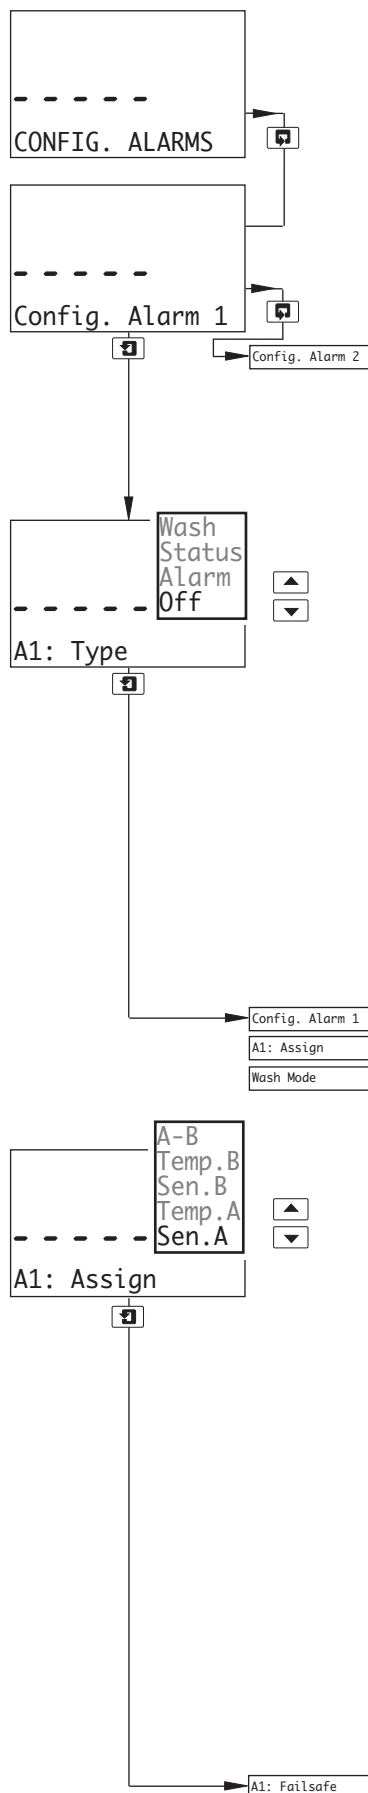 CONFIG. ALARMS
Config. Alarm 1
Config. Alarm 2
Wash
Status
Alarm
Off
A1: Type
Config. Alarm 1
A1: Assign
Wash Mode
A-B
Temp.B
Sen.B
Temp.A
Sen.A
A1: Assign
A1: Failsafe